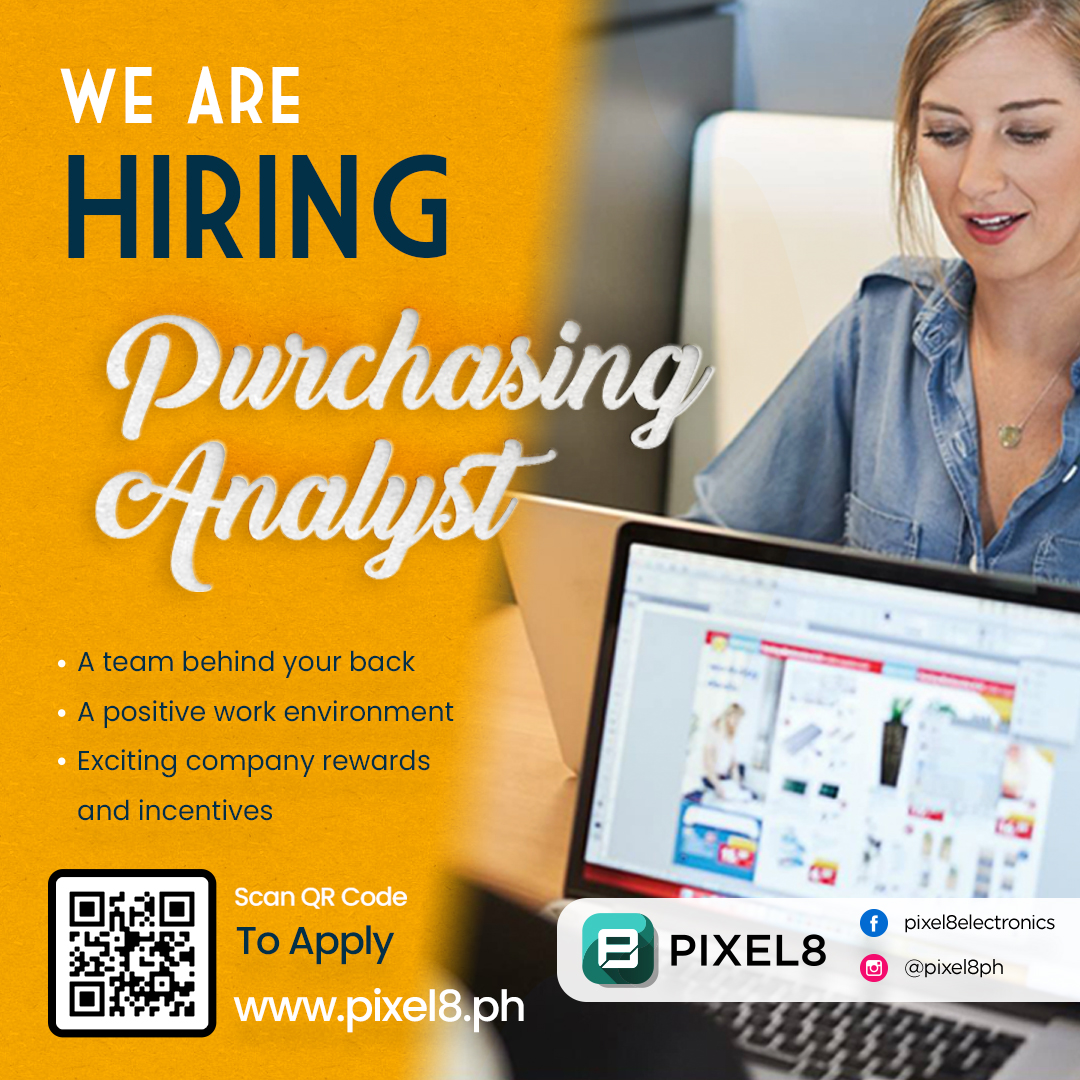 WE ARE
HIRING
Purchasing
Analyst
• A team behind your back
• A positive work environment
• Exciting company rewards
and incentives
Scan QR Code
To Apply
www.pixel8.ph
PIXEL8
pixel8electronics
@pixel8ph